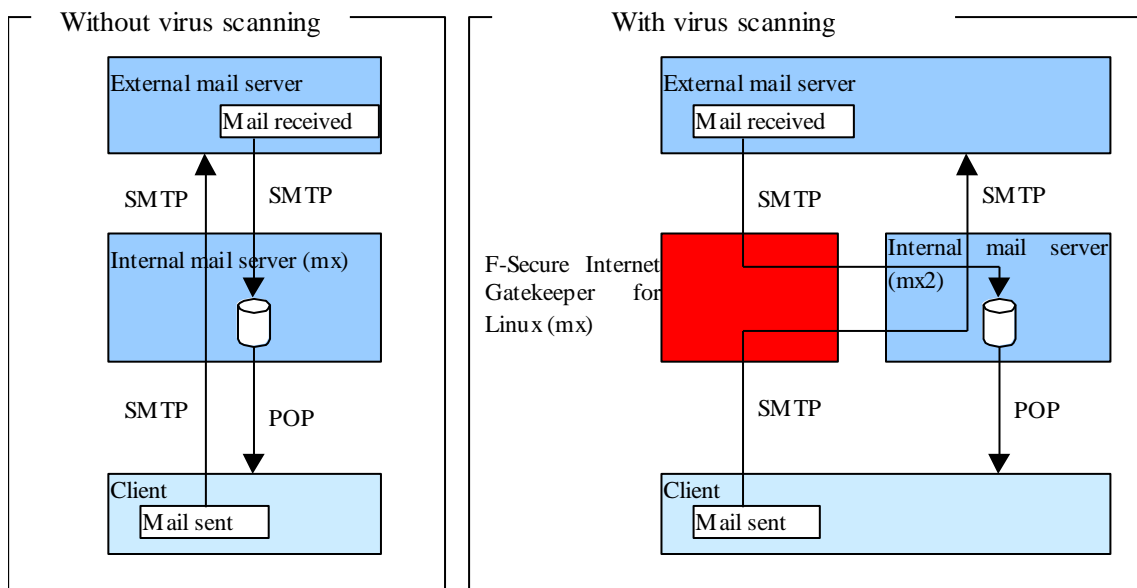 Without virus scanning
External mail server
Mail received
SMTP
SMTP
Internal mail server (mx)
SMTP
POP
Client
Mail sent
With virus scanning
External mail server
Mail received
SMTP
SMTP
F-Secure Internet
Gatekeeper for
Linux (mx)
Internal mail server
(mx2)
SMTP
POP
Client
Mail sent